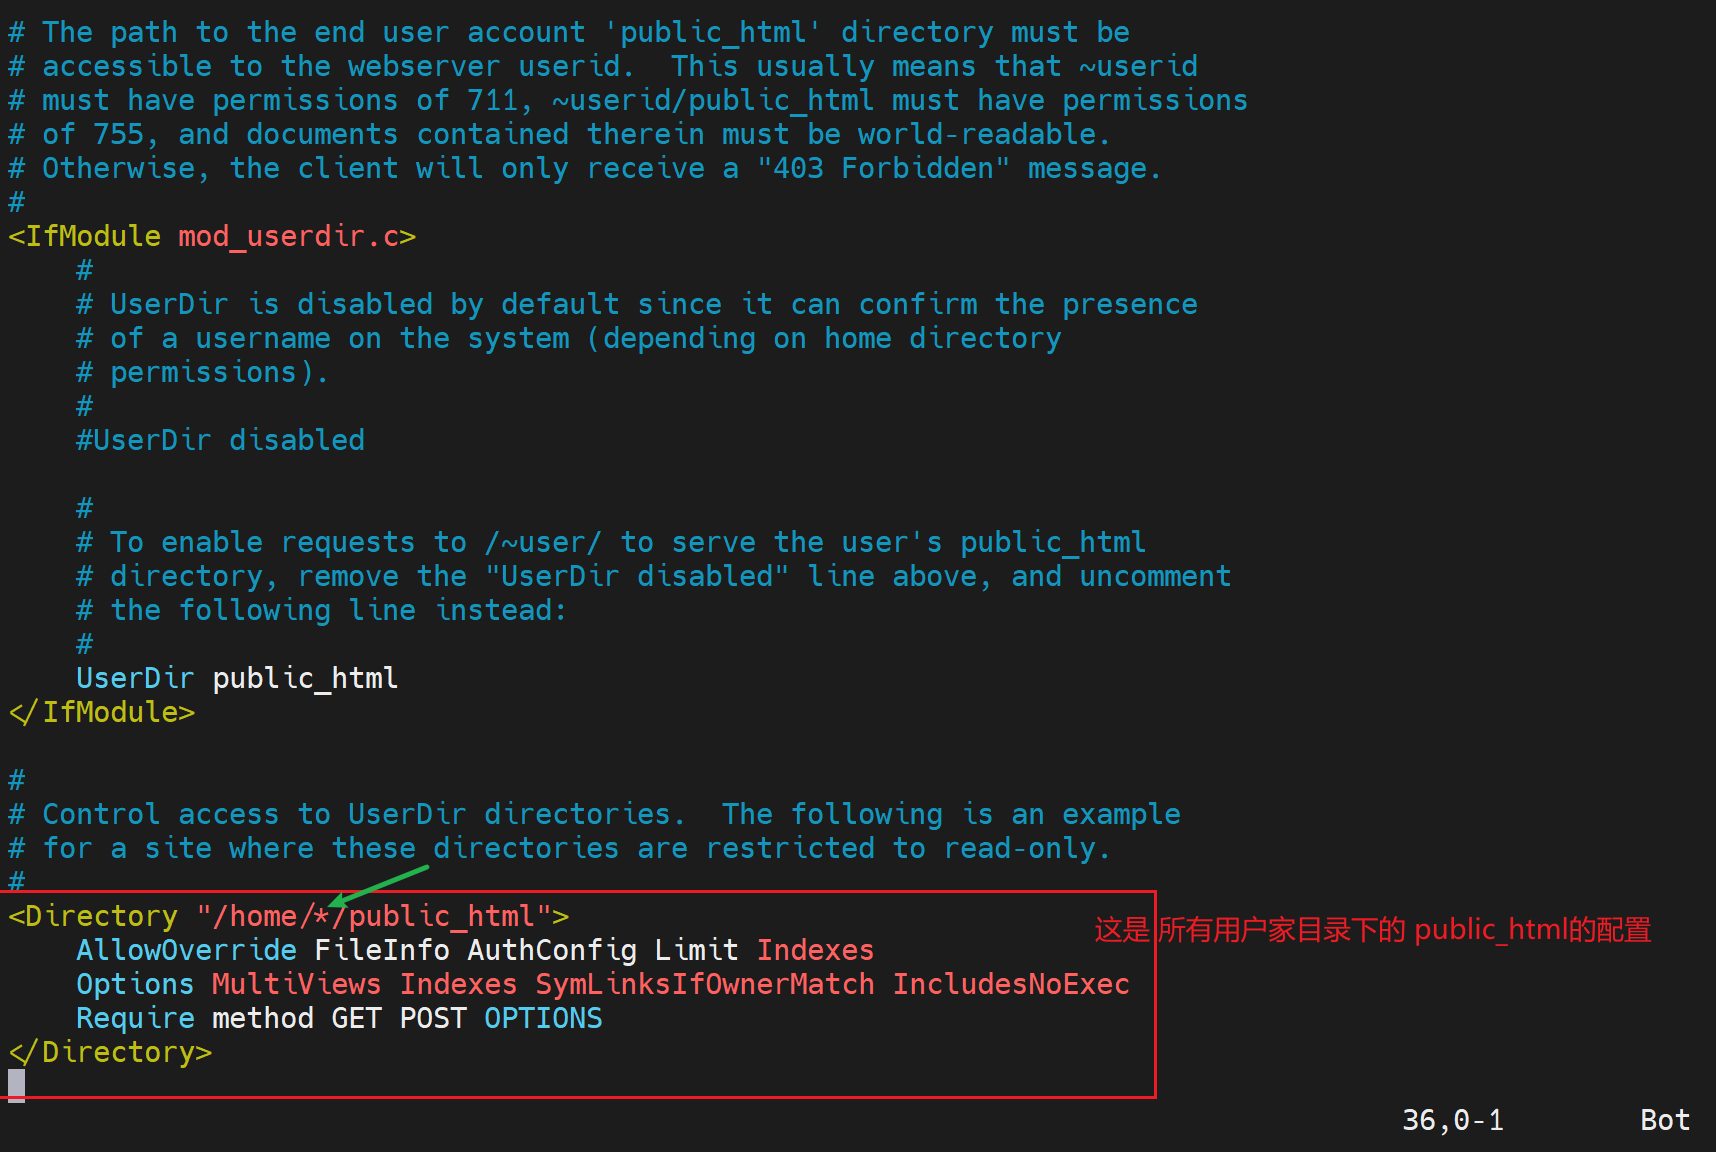 # The path to the end user account 'public_html' directory must be
# accessible to the webserver userid.  This usually means that ~userid
# must have permissions of 711, ~userid/public_html must have permissions
# of 755, and documents contained therein must be world-readable.
# Otherwise, the client will only receive a "403 Forbidden" message.
#
<IfModule mod_userdir.c>
    #
    # UserDir is disabled by default since it can confirm the presence
    # of a username on the system (depending on home directory
    # permissions).
    #
    #UserDir disabled

    #
    # To enable requests to /~user/ to serve the user's public_html
    # directory, remove the "UserDir disabled" line above, and uncomment
    # the following line instead:
    #
    UserDir public_html
</IfModule>

#
# Control access to UserDir directories.  The following is an example
# for a site where these directories are restricted to read-only.
#
<Directory "/home/*/public_html">
这是 所有用户家目录下的 public_html的配置
    AllowOverride FileInfo AuthConfig Limit Indexes
    Options MultiViews Indexes SymLinksIfOwnerMatch IncludesNoExec
    Require method GET POST OPTIONS
</Directory>
36,0-1 Bot